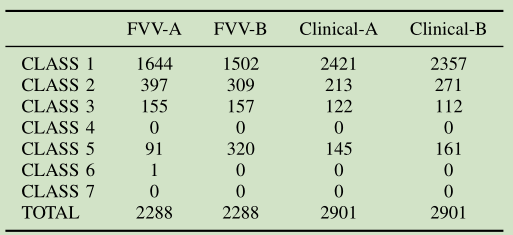 FVV-A FVV-B Clinical-A Clinical-B
CLASS 1 1644 1502 2421 2357
CLASS 2 397 309 213 271
CLASS 3 155 157 122 112
CLASS 4 0 0 0 0
CLASS 5 91 320 145 161
CLASS 6 1 0 0 0
CLASS 7 0 0 0 0
TOTAL 2288 2288 2901 2901